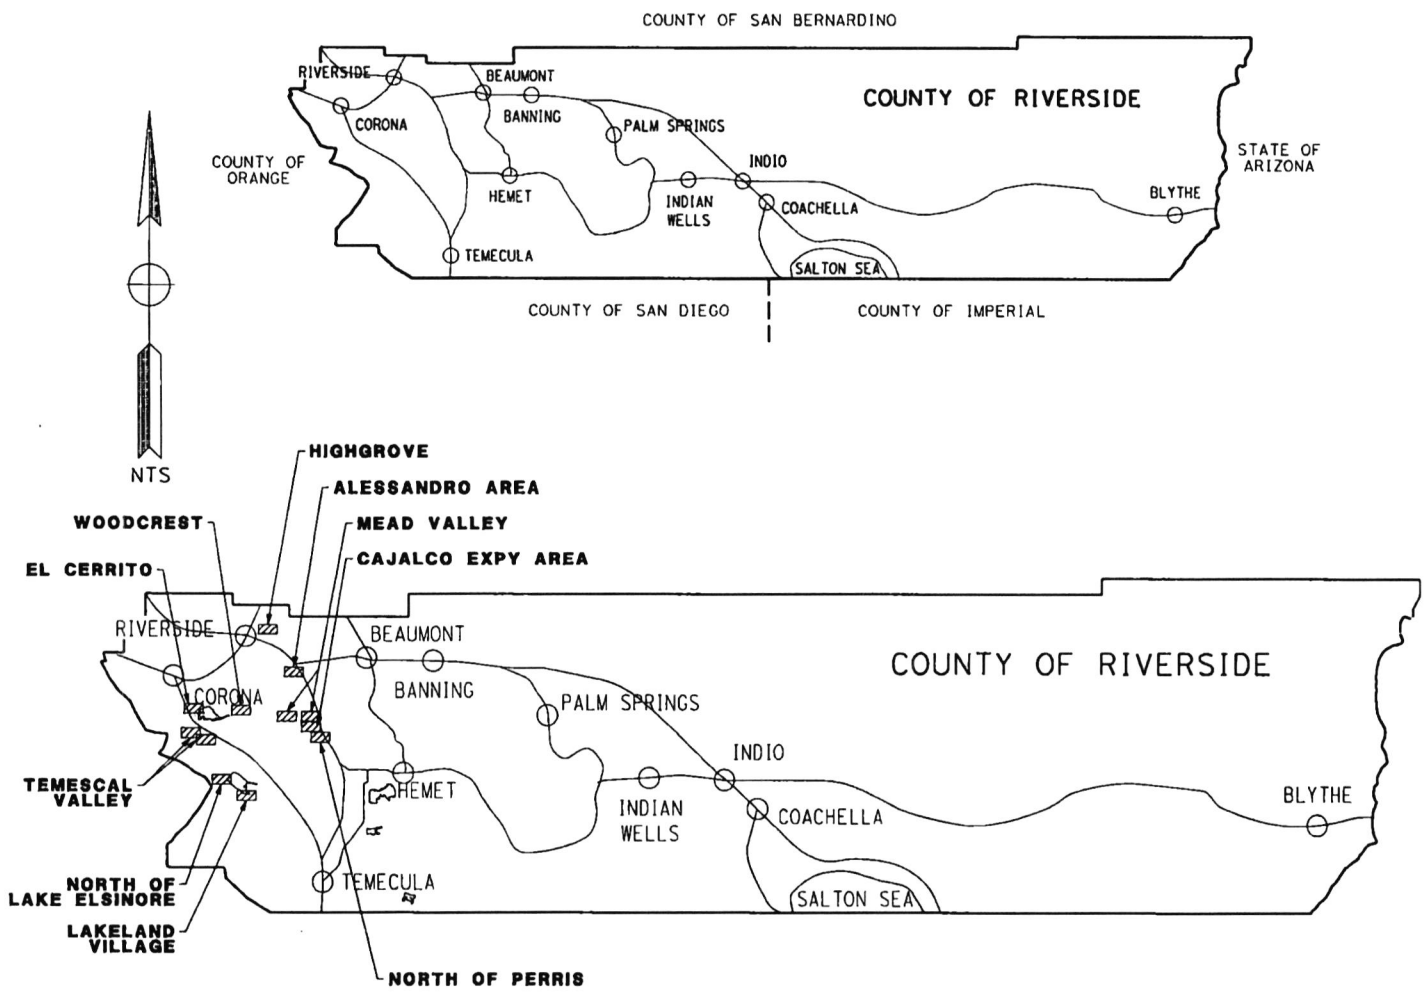 COUNTY OF SAN BERNARDINO
RIVERSIDE
BEAUMONT
COUNTY OF RIVERSIDE
CORONA
BANNING
PALM SPRINGS
COUNTY OF
ORANGE
STATE OF
ARIZONA
INDIO
HEMET
INDIAN
WELLS
COACHELLA
BLYTHE
TEMECULA
SALTON SEA
COUNTY OF SAN DIEGO
COUNTY OF IMPERIAL
NTS
HIGHGROVE
ALESSANDRO AREA
WOODCREST
MEAD VALLEY
CAJALCO EXPY AREA
EL CERRITO
RIVERSIDE
BEAUMONT
COUNTY OF RIVERSIDE
BANNING
CORONA
PALM SPRINGS
INDIO
TEMESCAL
VALLEY
HEMET
INDIAN
WELLS
COACHELLA
BLYTHE
NORTH OF
LAKE ELSINORE
TEMECULA
SALTON SEA
LAKELAND
VILLAGE
NORTH OF PERRIS